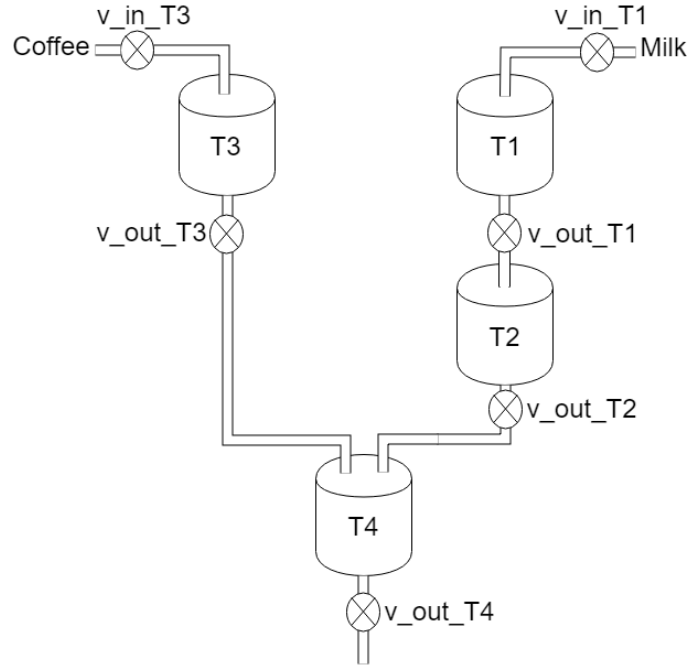 v_in_T3
v_in_T1
Coffee
Milk
T3
T1
v_out_T3
v_out_T1
T2
v_out_T2
T4
v_out_T4